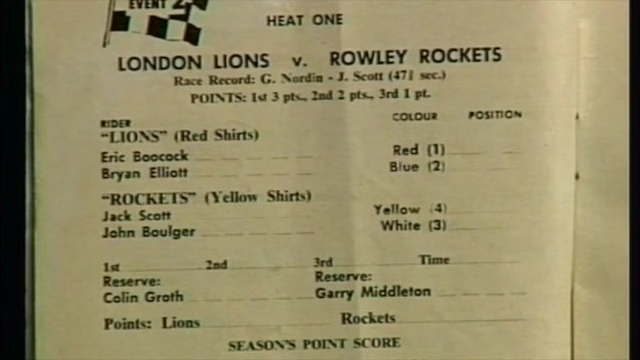 EVENT 2
HEAT ONE
LONDON LIONS v. ROWLEY ROCKETS
Race Record: G. Nordin - J. Scott (471 sec.)
POINTS: 1st 3 pts., 2nd 2 pts., 3rd 1 pt.
RIDER COLOUR POSITION
"LIONS" (Red Shirts)
Eric Boocock Red (1)
Bryan Elliott Blue (2)
"ROCKETS" (Yellow Shirts)
Jack Scott Yellow (4)
John Boulger White (3)
1st 2nd 3rd Time
Reserve: Reserve:
Colin Groth Garry Middleton
Points: Lions Rockets
SEASON'S POINT SCORE